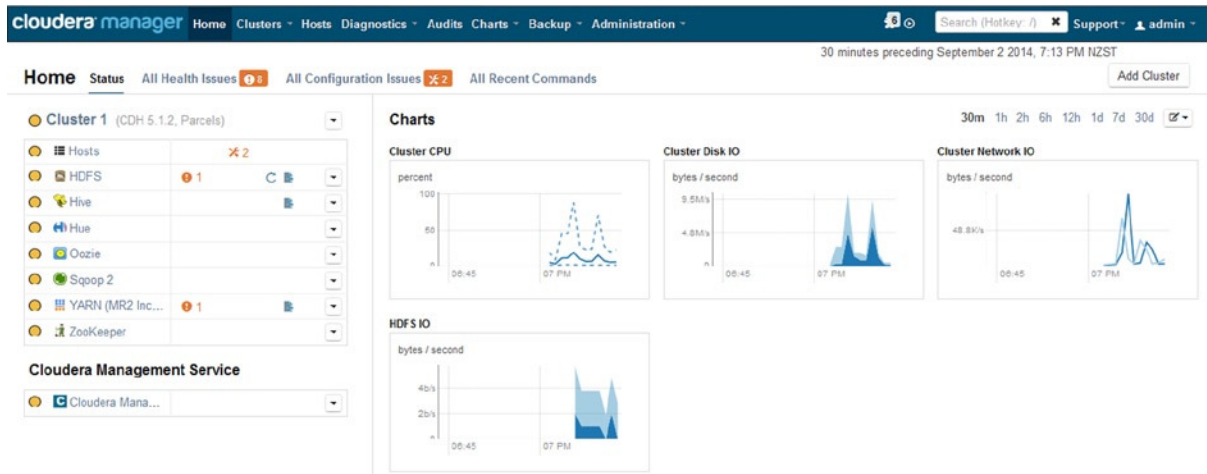 cloudera manager Home Clusters Hosts Diagnostics Audits Charts Backup Administration 6 Search (Hotkey: /) Support admin
30 minutes preceding September 2 2014, 7:13 PM NZST
Home Status All Health Issues 8 All Configuration Issues 2 All Recent Commands Add Cluster
Cluster 1 (CDH 5.1.2, Parcels)
Hosts 2
HDFS 1
Hive
Hue
Oozie
Sqoop 2
YARN (MR2 Inc... 1
ZooKeeper
Cloudera Management Service
C Cloudera Mana...
Charts 30m 1h 2h 6h 12h 1d 7d 30d
Cluster CPU
percent
100
50
0
06:45 07 PM
Cluster Disk IO
bytes / second
9.5M/s
4.8M/s
0
06:45 07 PM
Cluster Network IO
bytes / second
48.8K/s
06:45 07 PM
HDFS IO
bytes / second
4b/s
2b/s
0
06:45 07 PM